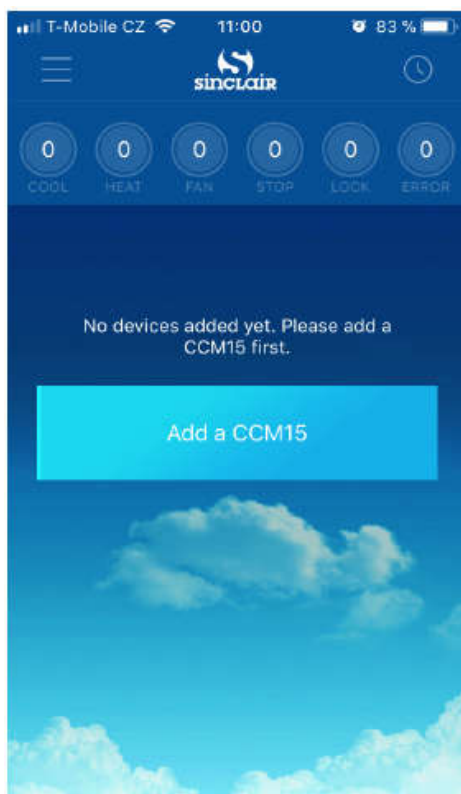 T-Mobile CZ 11:00 83 %
SINCLAIR
0 0 0 0 0 0
COOL HEAT FAN STOP LOCK ERROR
No devices added yet. Please add a
CCM15 first.
Add a CCM15